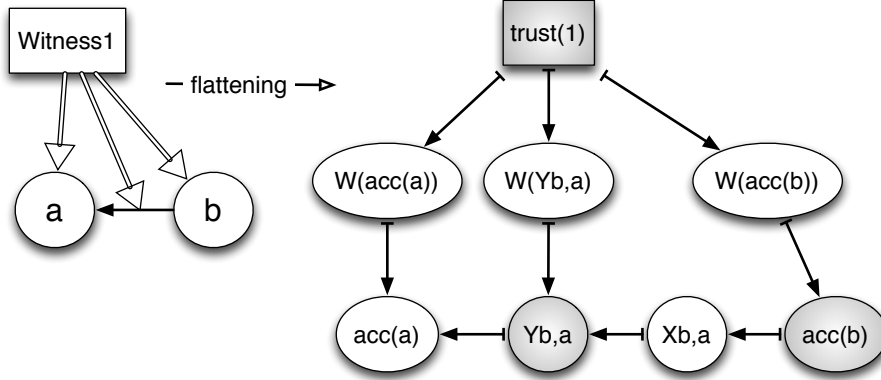 Witness1
flattening
a
b
trust(1)
W(acc(a))
W(Yb,a)
W(acc(b))
acc(a)
Yb,a
Xb,a
acc(b)